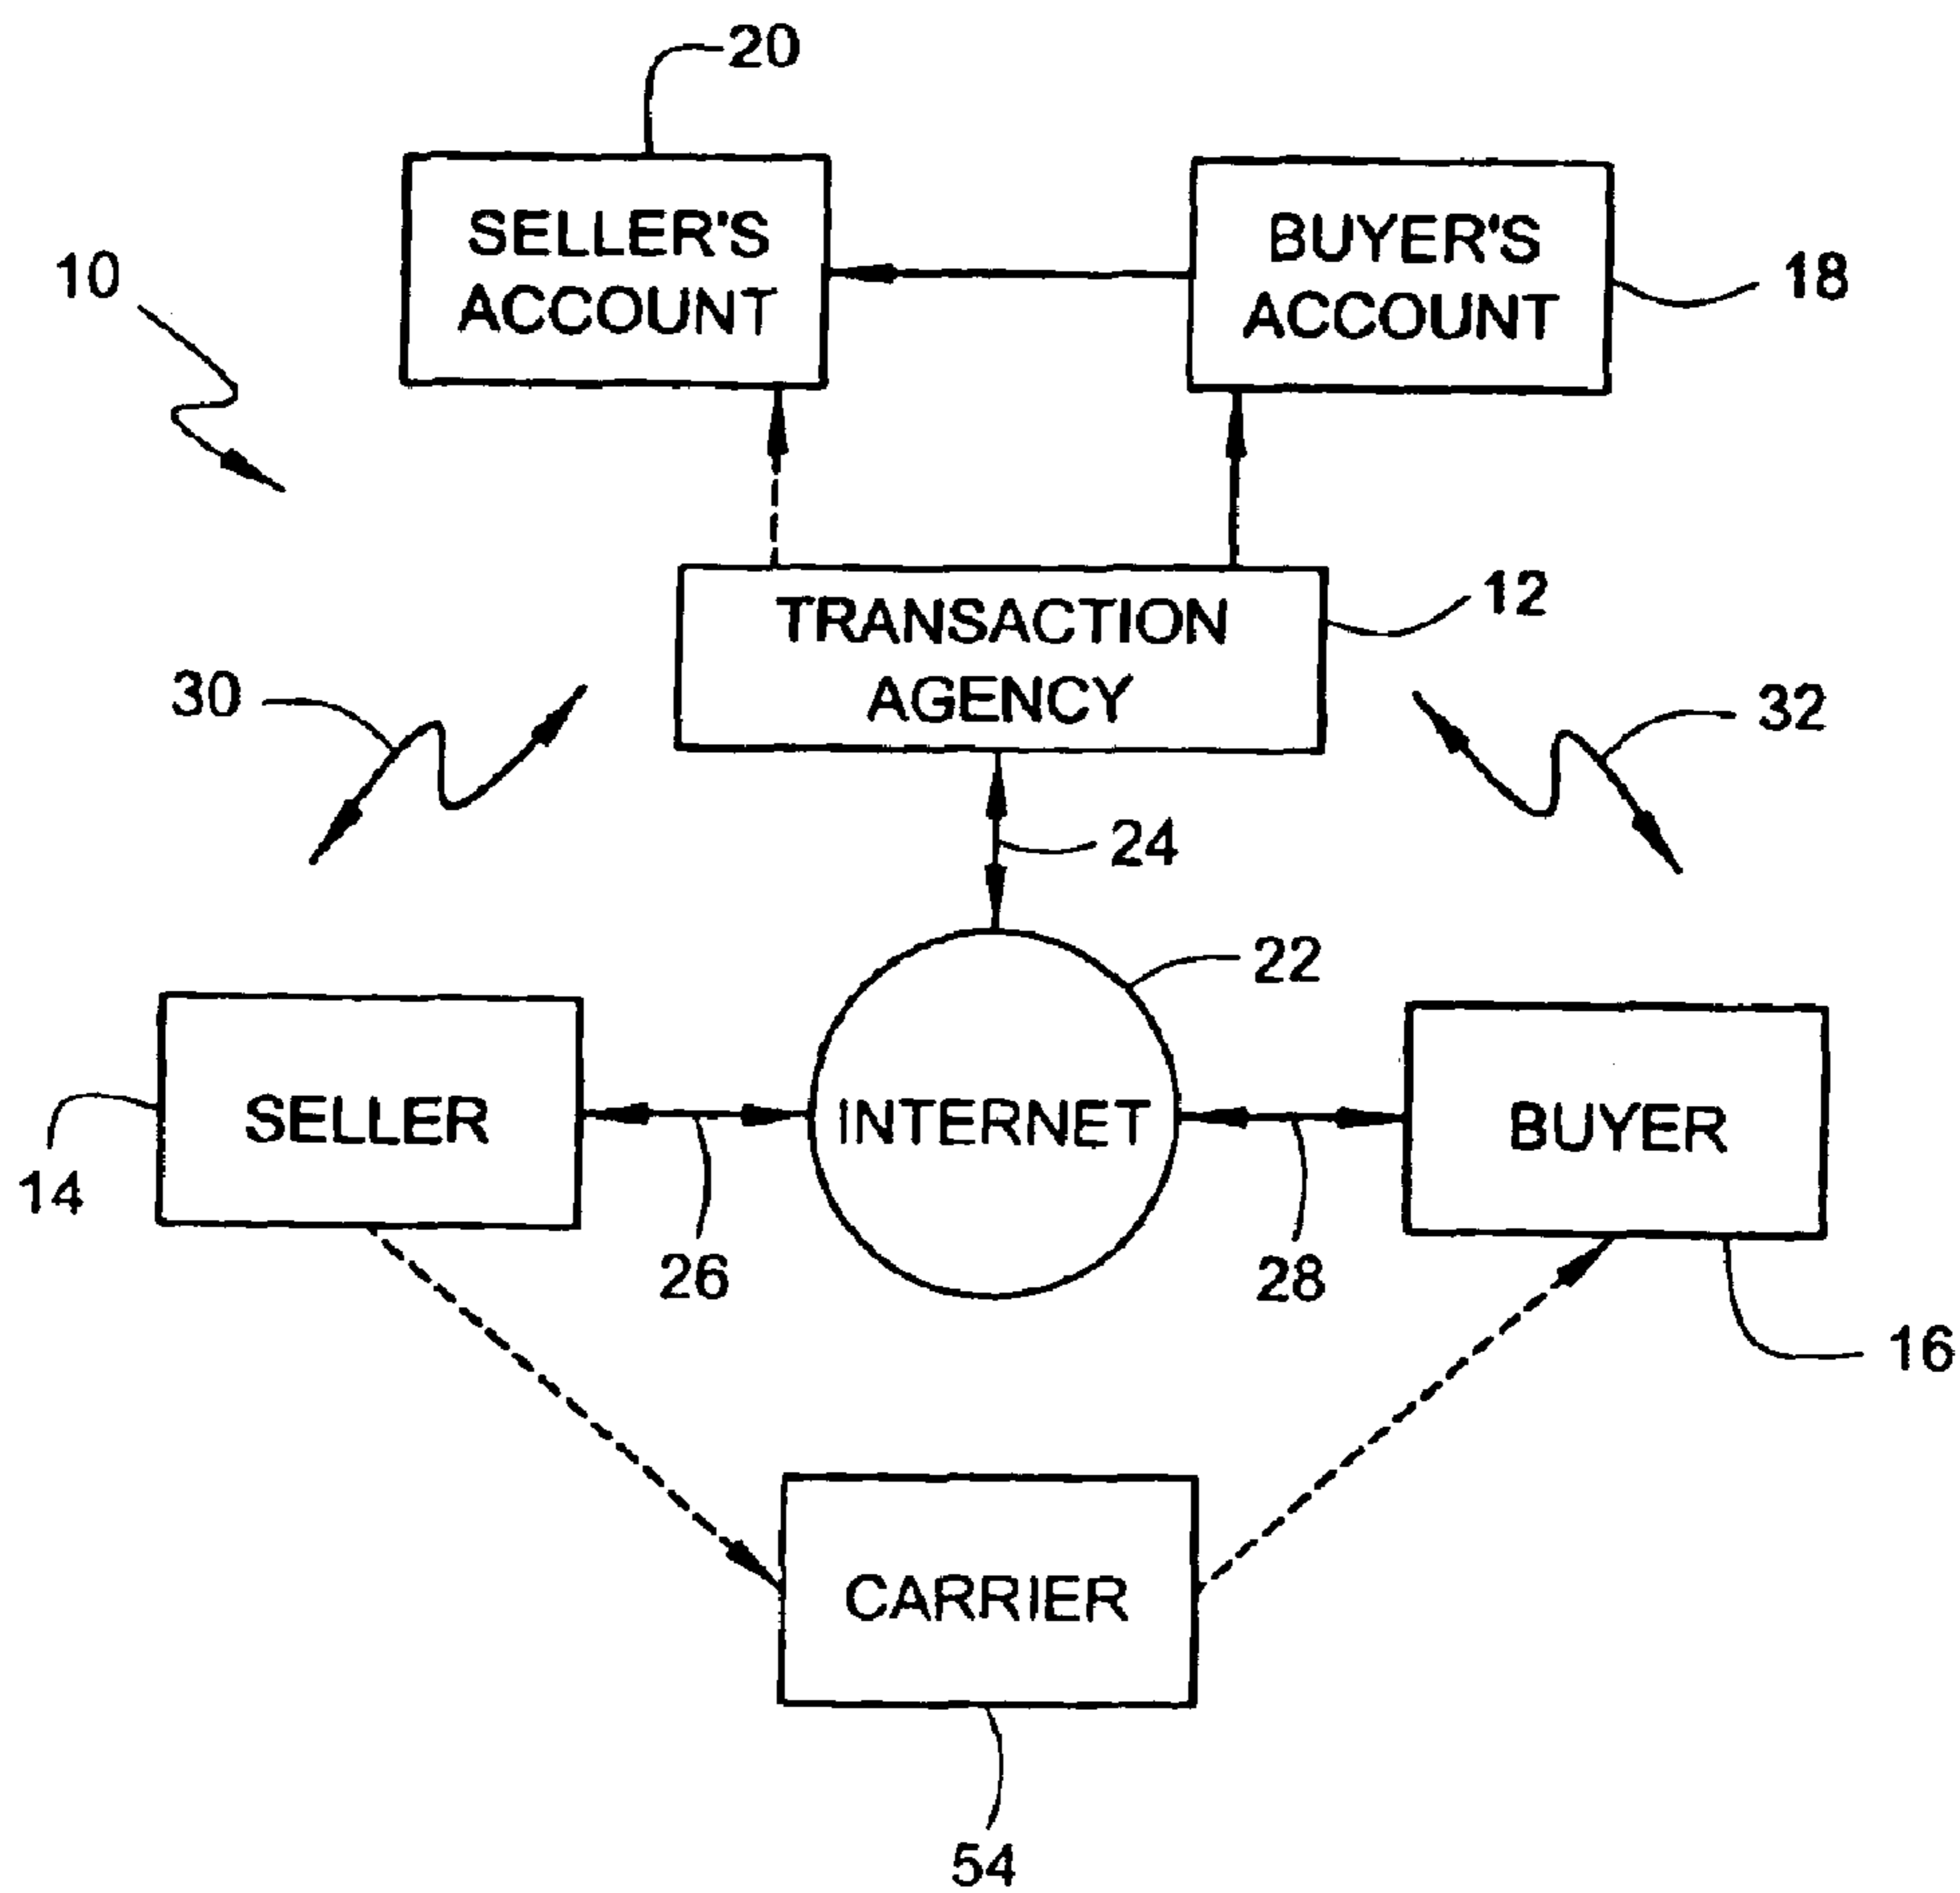 20
SELLER'S
ACCOUNT
BUYER'S
ACCOUNT
10
18
TRANSACTION
AGENCY
12
30
32
24
22
SELLER
INTERNET
BUYER
14
26
28
16
CARRIER
54